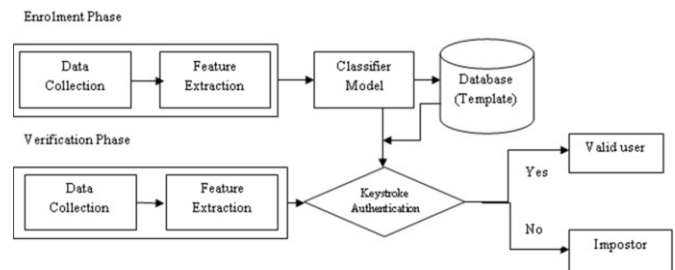 Enrolment Phase
Data
Collection
Feature
Extraction
Classifier
Model
Database
(Template)
Verification Phase
Data
Collection
Feature
Extraction
Keystroke
Authentication
Yes
Valid user
No
Impostor